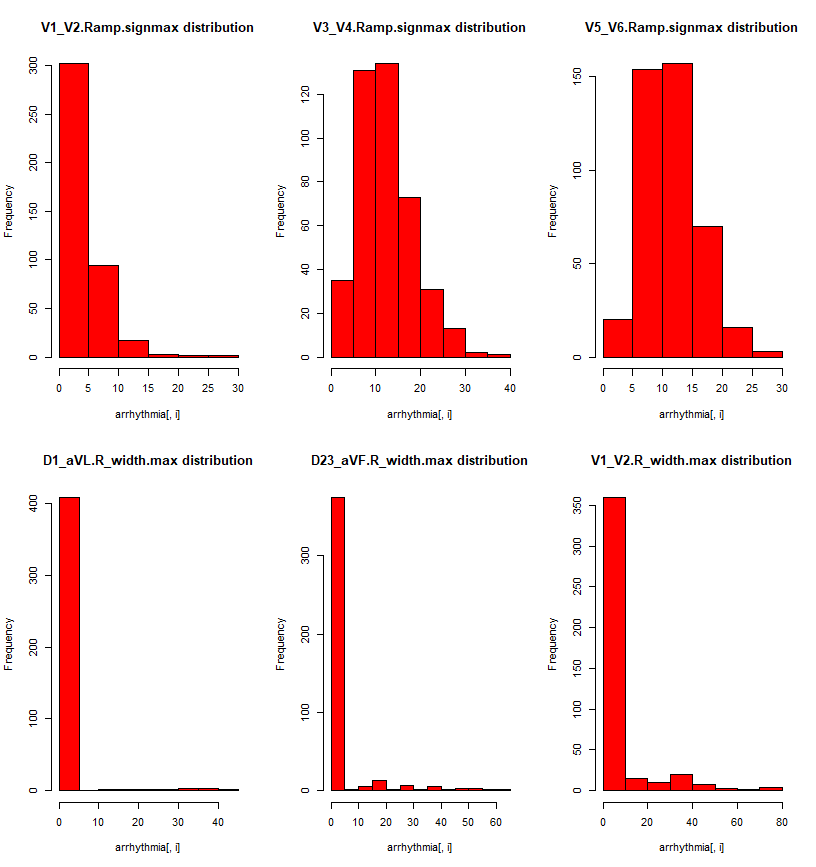 V1_V2.Ramp.signmax distribution
Frequency
0 50 100 150 200 250 300
0 5 10 15 20 25 30
arrhythmia[, i]
V3_V4.Ramp.signmax distribution
Frequency
0 20 40 60 80 100 120
0 10 20 30 40
arrhythmia[, i]
V5_V6.Ramp.signmax distribution
Frequency
0 50 100 150
0 5 10 15 20 25 30
arrhythmia[, i]
D1_aVL.R_width.max distribution
Frequency
0 100 200 300 400
0 10 20 30 40
arrhythmia[, i]
D23_aVF.R_width.max distribution
Frequency
0 100 200 300
0 10 20 30 40 50 60
arrhythmia[, i]
V1_V2.R_width.max distribution
Frequency
0 50 100 150 200 250 300 350
0 20 40 60 80
arrhythmia[, i]